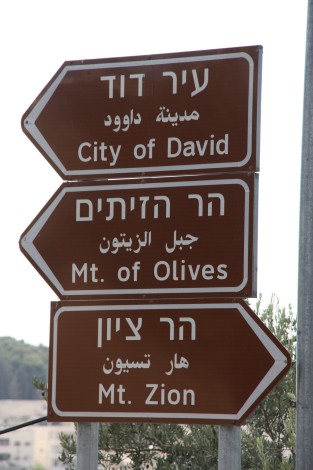 עיר דוד
مدينة داوود
City of David
הר הזיתים
جبل الزيتون
Mt. of Olives
הר ציון
هار تسيون
Mt. Zion